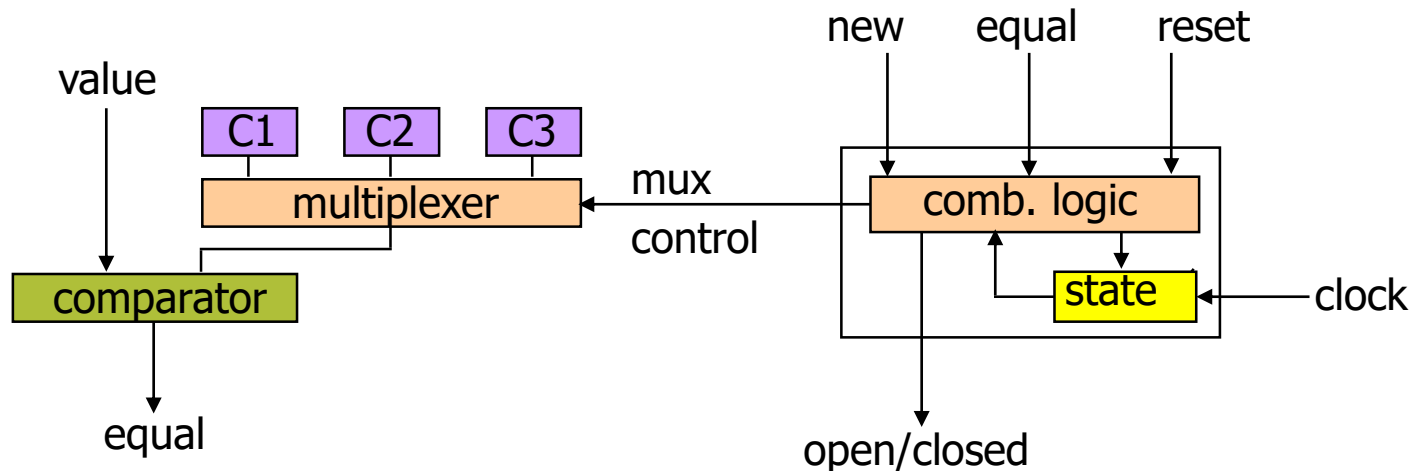 new equal reset
value
C1 C2 C3
mux
multiplexer
comb. logic
control
comparator
state
clock
equal
open/closed